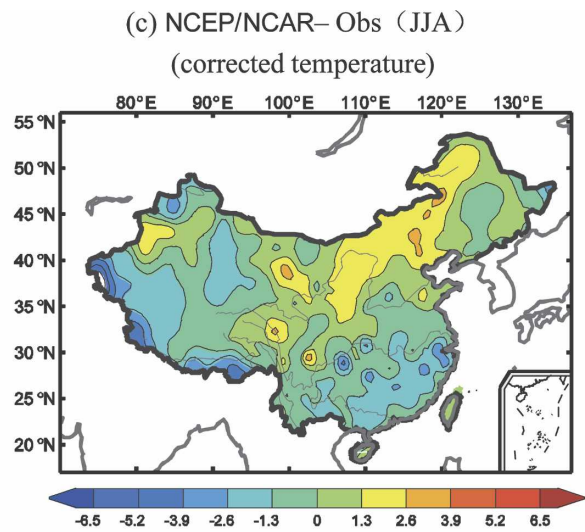 (c) NCEP/NCAR– Obs（JJA）
(corrected temperature)
80°E 90°E 100°E 110°E 120°E 130°E
55 °N
50 °N
45 °N
40 °N
35 °N
30 °N
25 °N
20 °N
-6.5 -5.2 -3.9 -2.6 -1.3 0 1.3 2.6 3.9 5.2 6.5